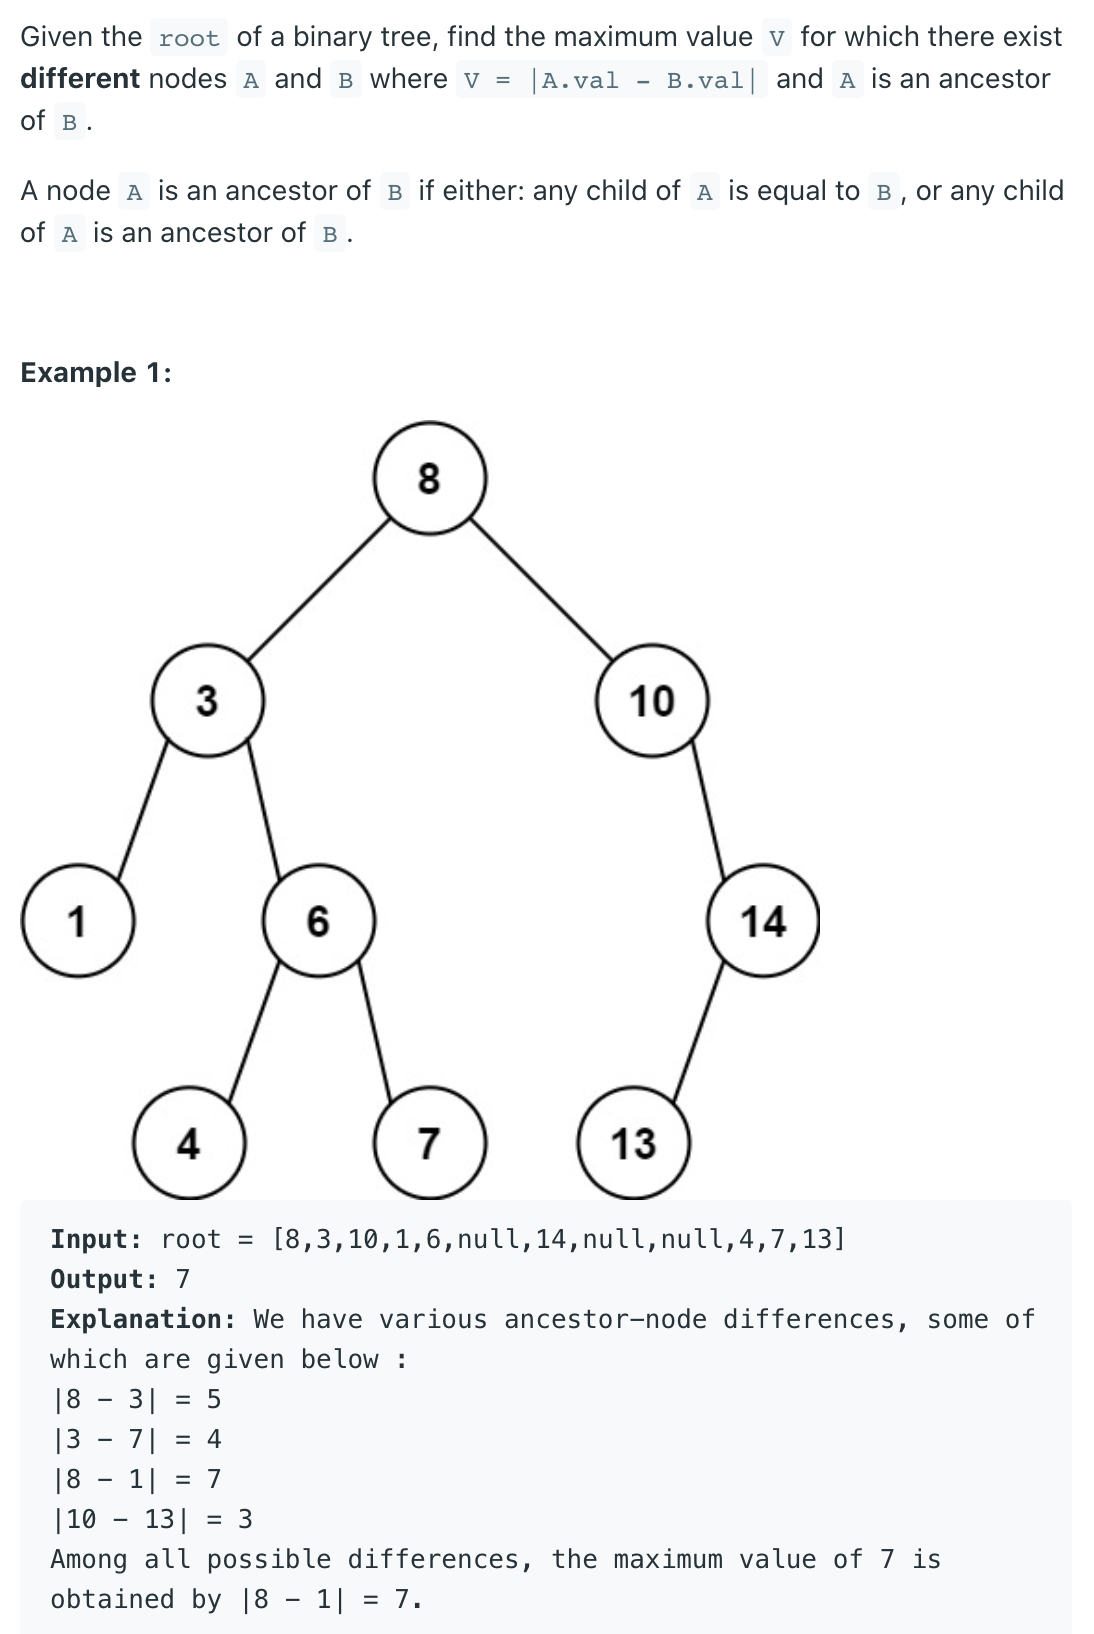 Given the root of a binary tree, find the maximum value V for which there exist
different nodes A and B where V = |A.val - B.val| and A is an ancestor
of B.
A node A is an ancestor of B if either: any child of A is equal to B, or any child
of A is an ancestor of B.
Example 1:
8
3 10
1 6 14
4 7 13
Input: root = [8,3,10,1,6,null,14,null,null,4,7,13]
Output: 7
Explanation: We have various ancestor-node differences, some of
which are given below :
|8 - 3| = 5
|3 - 7| = 4
|8 - 1| = 7
|10 - 13| = 3
Among all possible differences, the maximum value of 7 is
obtained by |8 - 1| = 7.